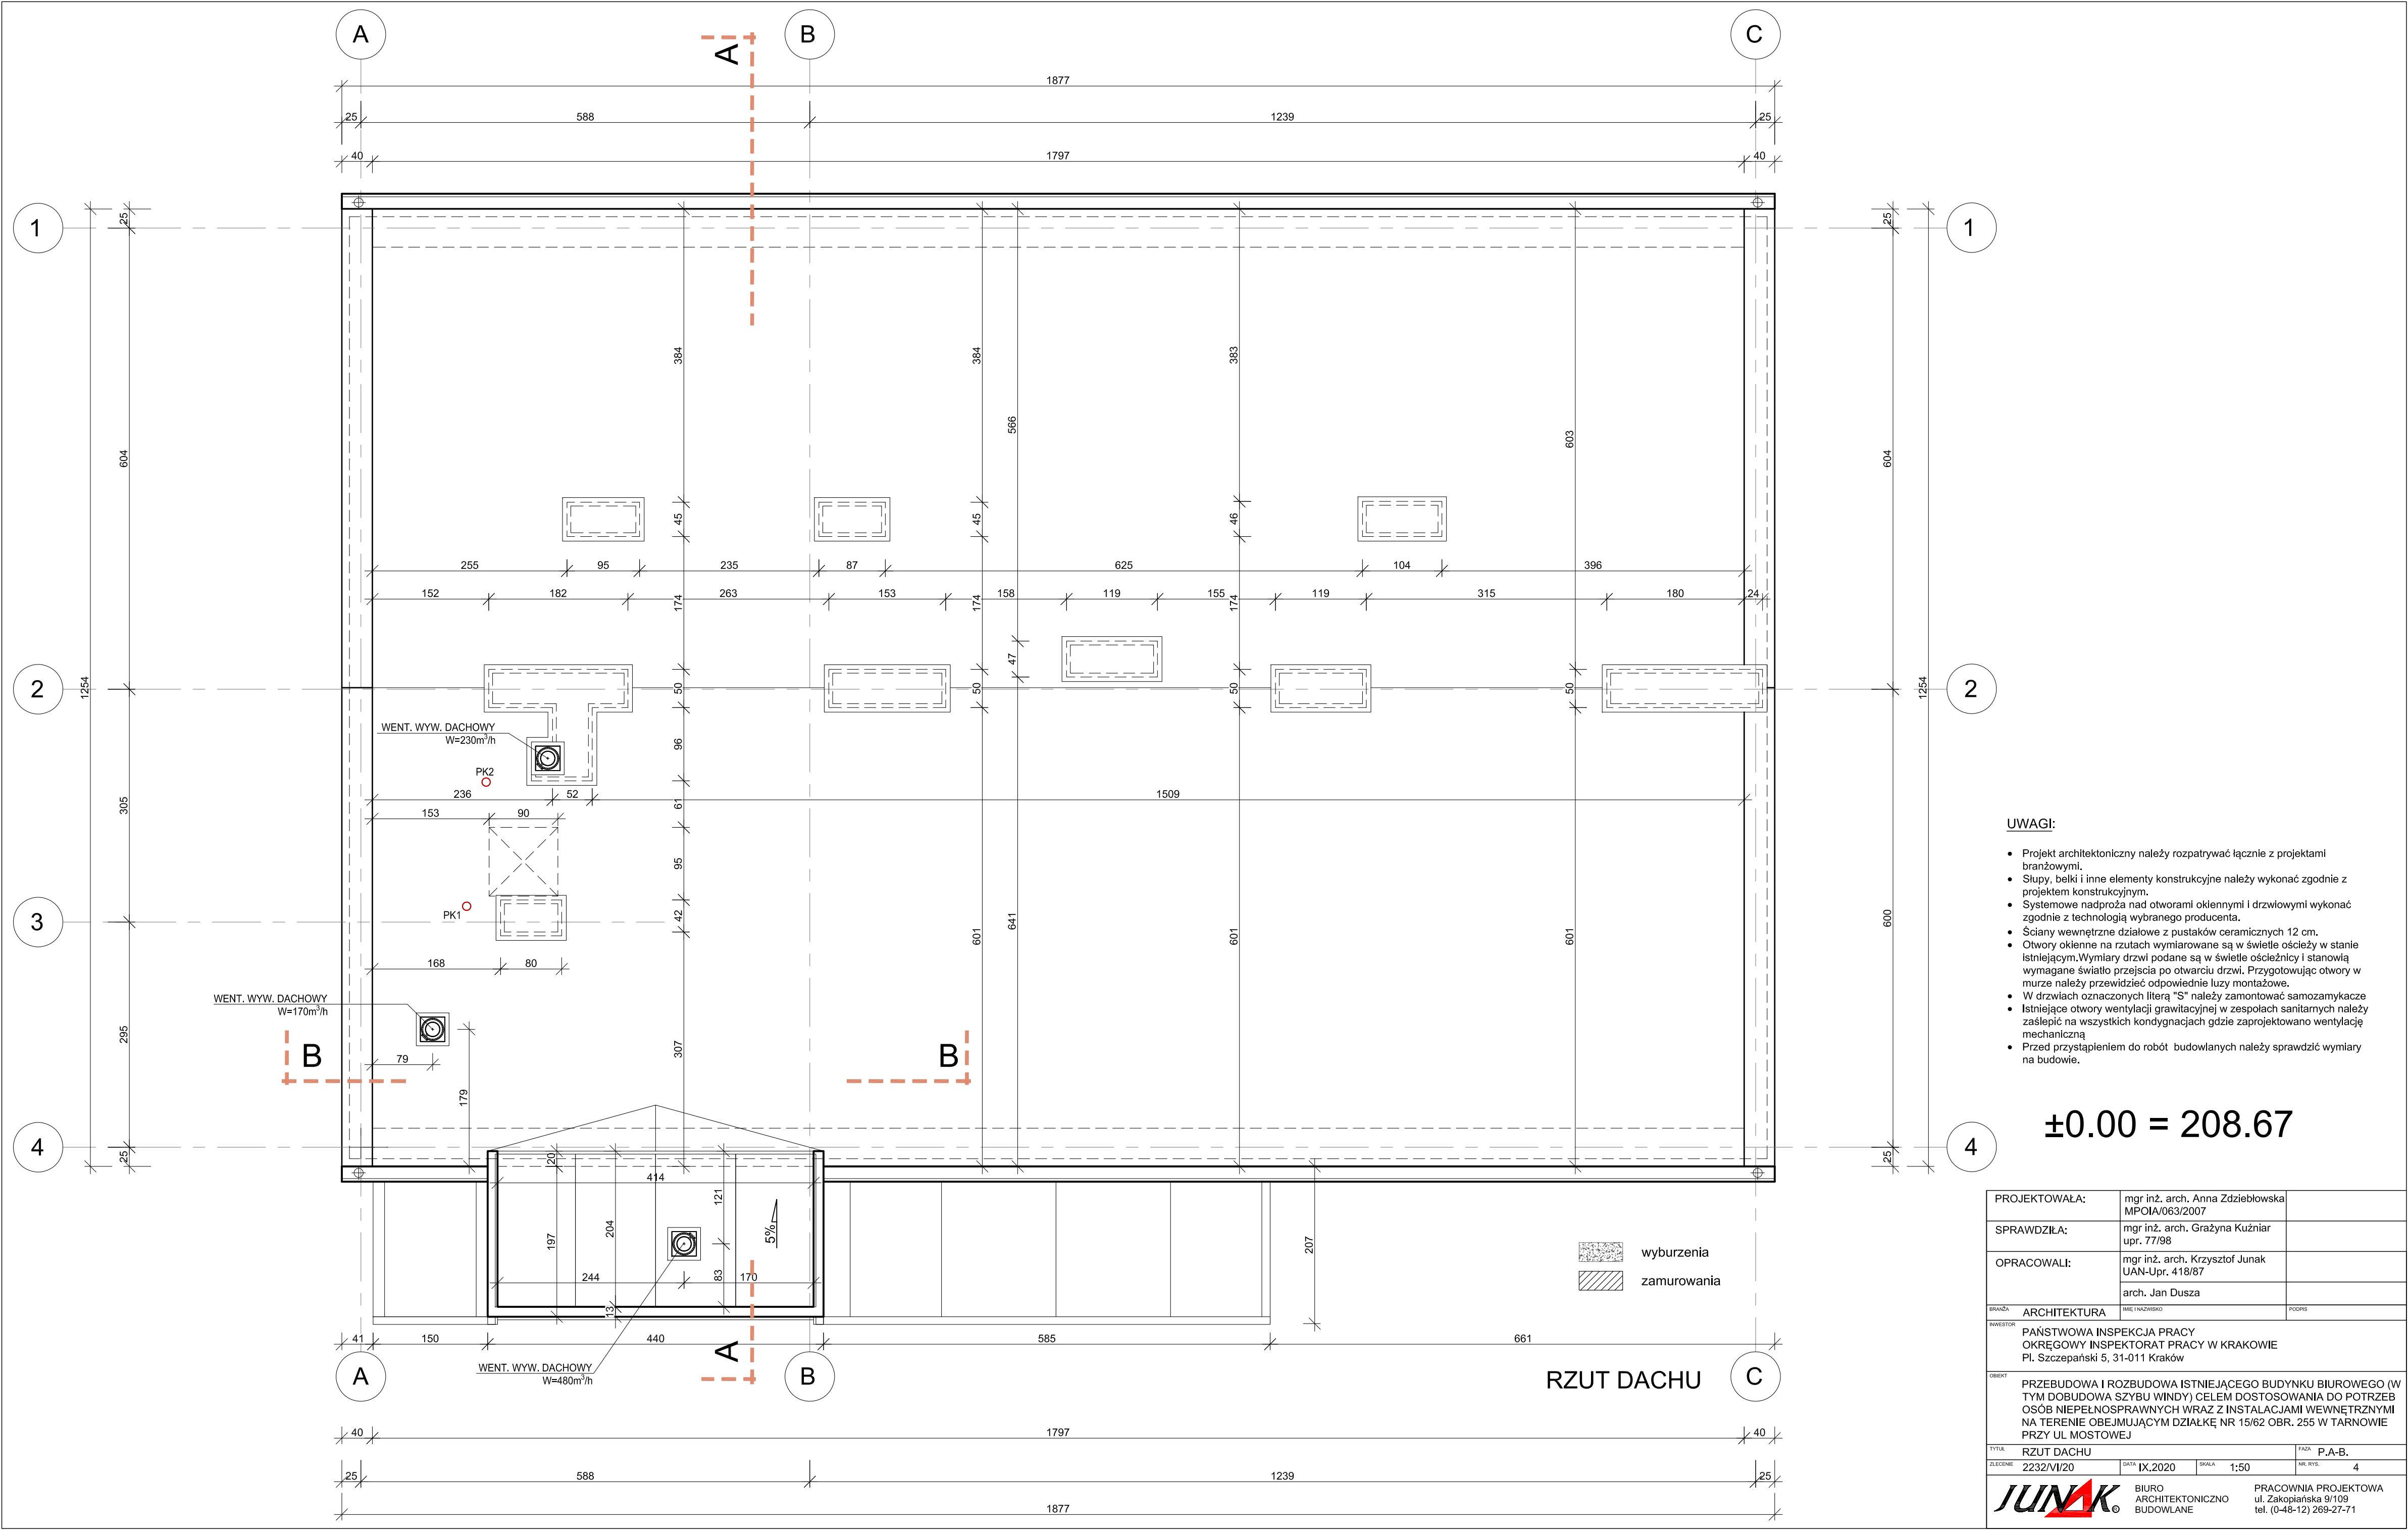 A
B
C
A
1877
25
588
1239
25
40
1797
40
1
1
25
25
384
384
383
566
603
604
604
45
45
46
255
95
235
87
625
104
396
152
182
263
153
158
119
155
119
315
180
24
174
174
174
47
2
2
1254
1254
50
50
50
50
WENT. WYW. DACHOWY
W=230m³/h
96
PK2
236
52
1509
61
305
153
90
95
PK1
42
3
3
641
601
601
601
600
168
80
WENT. WYW. DACHOWY
W=170m³/h
295
307
B
B
79
179
4
4
25
25
20
414
121
5%
197
204
207
244
83
170
13
41
150
440
585
661
A
A
B
C
WENT. WYW. DACHOWY
W=480m³/h
wyburzenia
zamurowania
RZUT DACHU
40
1797
40
25
588
1239
25
1877
UWAGI:
• Projekt architektoniczny należy rozpatrywać łącznie z projektami
branżowymi.
• Słupy, belki i inne elementy konstrukcyjne należy wykonać zgodnie z
projektem konstrukcyjnym.
• Systemowe nadproża nad otworami okiennymi i drzwiowymi wykonać
zgodnie z technologią wybranego producenta.
• Ściany wewnętrzne działowe z pustaków ceramicznych 12 cm.
• Otwory okienne na rzutach wymiarowane są w świetle ościeży w stanie
istniejącym.Wymiary drzwi podane są w świetle ościeżnicy i stanowią
wymagane światło przejscia po otwarciu drzwi. Przygotowując otwory w
murze należy przewidzieć odpowiednie luzy montażowe.
• W drzwiach oznaczonych literą "S" należy zamontować samozamykacze
• Istniejące otwory wentylacji grawitacyjnej w zespołach sanitarnych należy
zaślepić na wszystkich kondygnacjach gdzie zaprojektowano wentylację
mechaniczną
• Przed przystąpieniem do robót budowlanych należy sprawdzić wymiary
na budowie.
±0.00 = 208.67
PROJEKTOWAŁA:
mgr inż. arch. Anna Zdziebłowska
MPOIA/063/2007
SPRAWDZIŁA:
mgr inż. arch. Grażyna Kuźniar
upr. 77/98
OPRACOWALI:
mgr inż. arch. Krzysztof Junak
UAN-Upr. 418/87
arch. Jan Dusza
BRANŻA ARCHITEKTURA IMIĘ I NAZWISKO PODPIS
INWESTOR
PAŃSTWOWA INSPEKCJA PRACY
OKRĘGOWY INSPEKTORAT PRACY W KRAKOWIE
Pl. Szczepański 5, 31-011 Kraków
OBIEKT
PRZEBUDOWA I ROZBUDOWA ISTNIEJĄCEGO BUDYNKU BIUROWEGO (W
TYM DOBUDOWA SZYBU WINDY) CELEM DOSTOSOWANIA DO POTRZEB
OSÓB NIEPEŁNOSPRAWNYCH WRAZ Z INSTALACJAMI WEWNĘTRZNYMI
NA TERENIE OBEJMUJĄCYM DZIAŁKĘ NR 15/62 OBR. 255 W TARNOWIE
PRZY UL MOSTOWEJ
TYTUŁ RZUT DACHU FAZA P.A-B.
ZLECENIE 2232/VI/20 DATA IX.2020 SKALA 1:50 NR. RYS. 4
JUNAK ®
BIURO
ARCHITEKTONICZNO
BUDOWLANE
PRACOWNIA PROJEKTOWA
ul. Zakopiańska 9/109
tel. (0-48-12) 269-27-71